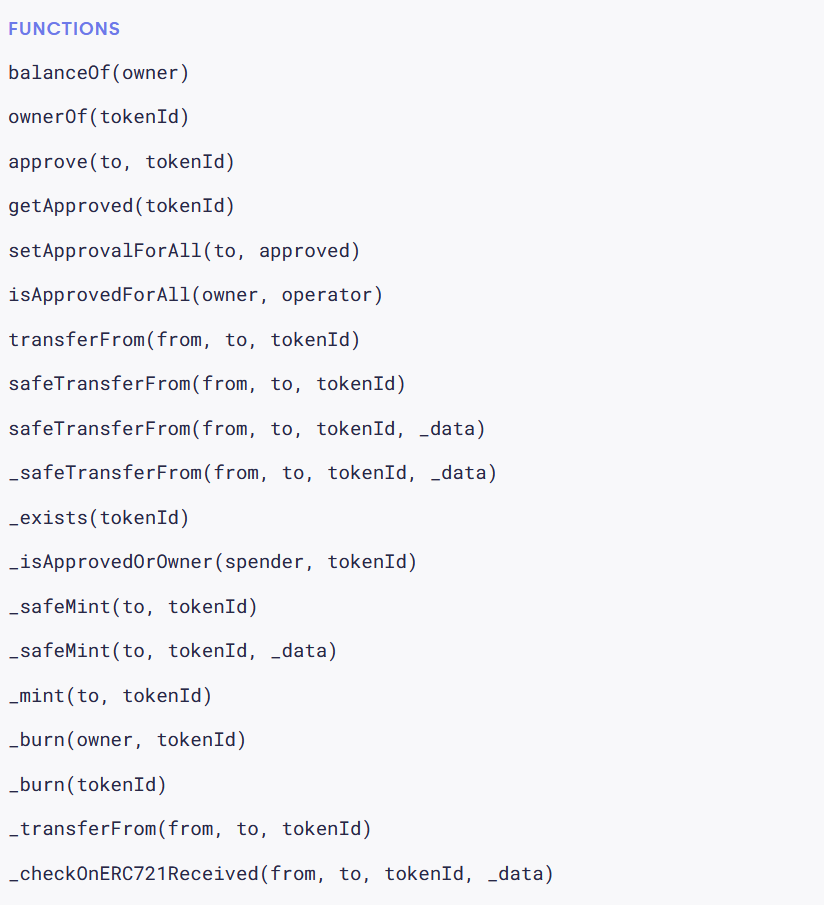 FUNCTIONS
balanceOf(owner)
ownerOf(tokenId)
approve(to, tokenId)
getApproved(tokenId)
setApprovalForAll(to, approved)
isApprovedForAll(owner, operator)
transferFrom(from, to, tokenId)
safeTransferFrom(from, to, tokenId)
safeTransferFrom(from, to, tokenId, _data)
_safeTransferFrom(from, to, tokenId, _data)
_exists(tokenId)
_isApprovedOrOwner(spender, tokenId)
_safeMint(to, tokenId)
_safeMint(to, tokenId, _data)
_mint(to, tokenId)
_burn(owner, tokenId)
_burn(tokenId)
_transferFrom(from, to, tokenId)
_checkOnERC721Received(from, to, tokenId, _data)